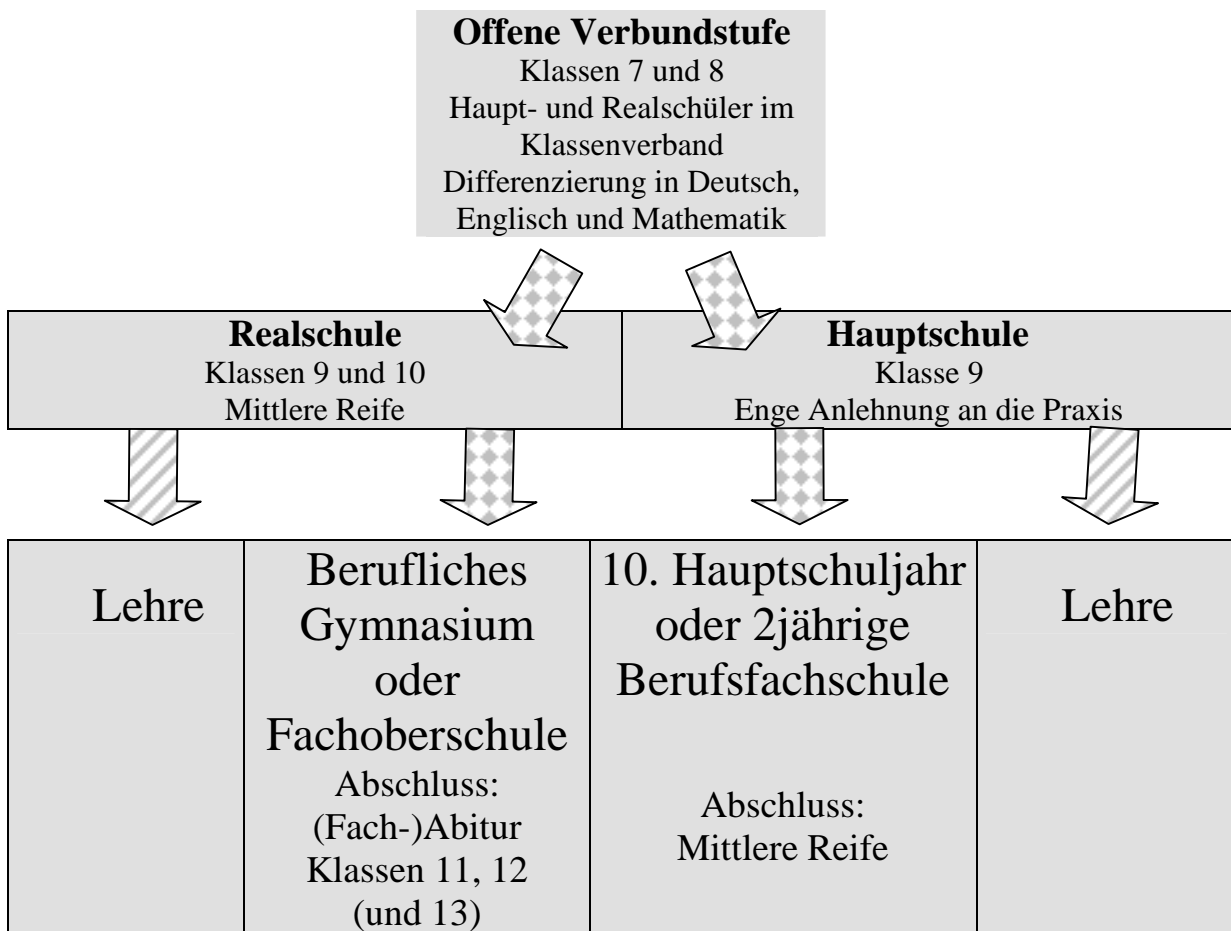 Offene Verbundstufe
Klassen 7 und 8
Haupt- und Realschüler im
Klassenverband
Differenzierung in Deutsch,
Englisch und Mathematik
Realschule
Klassen 9 und 10
Mittlere Reife
Hauptschule
Klasse 9
Enge Anlehnung an die Praxis
Lehre
Berufliches
Gymnasium
oder
Fachoberschule
Abschluss:
(Fach-)Abitur
Klassen 11, 12
(und 13)
10. Hauptschuljahr
oder 2jährige
Berufsfachschule
Abschluss:
Mittlere Reife
Lehre